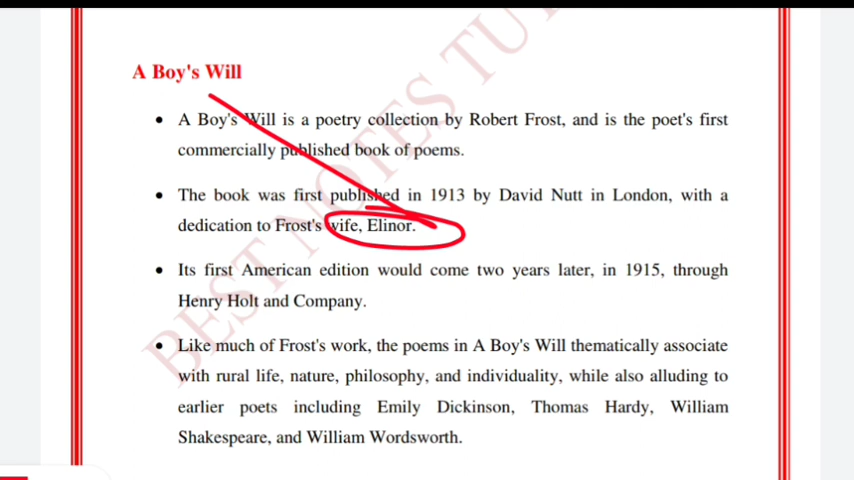 A Boy's Will
• A Boy's Will is a poetry collection by Robert Frost, and is the poet's first
commercially published book of poems.
• The book was first published in 1913 by David Nutt in London, with a
dedication to Frost's wife, Elinor.
• Its first American edition would come two years later, in 1915, through
Henry Holt and Company.
• Like much of Frost's work, the poems in A Boy's Will thematically associate
with rural life, nature, philosophy, and individuality, while also alluding to
earlier poets including Emily Dickinson, Thomas Hardy, William
Shakespeare, and William Wordsworth.
BEST NOTES TU